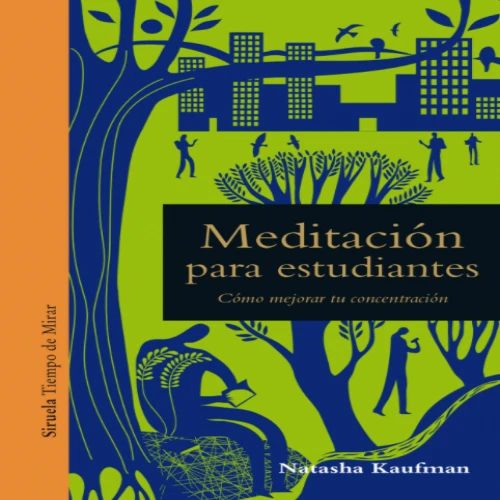 Meditación
para estudiantes
Cómo mejorar tu concentración
Natasha Kaufman
Siruela Tiempo de Mirar